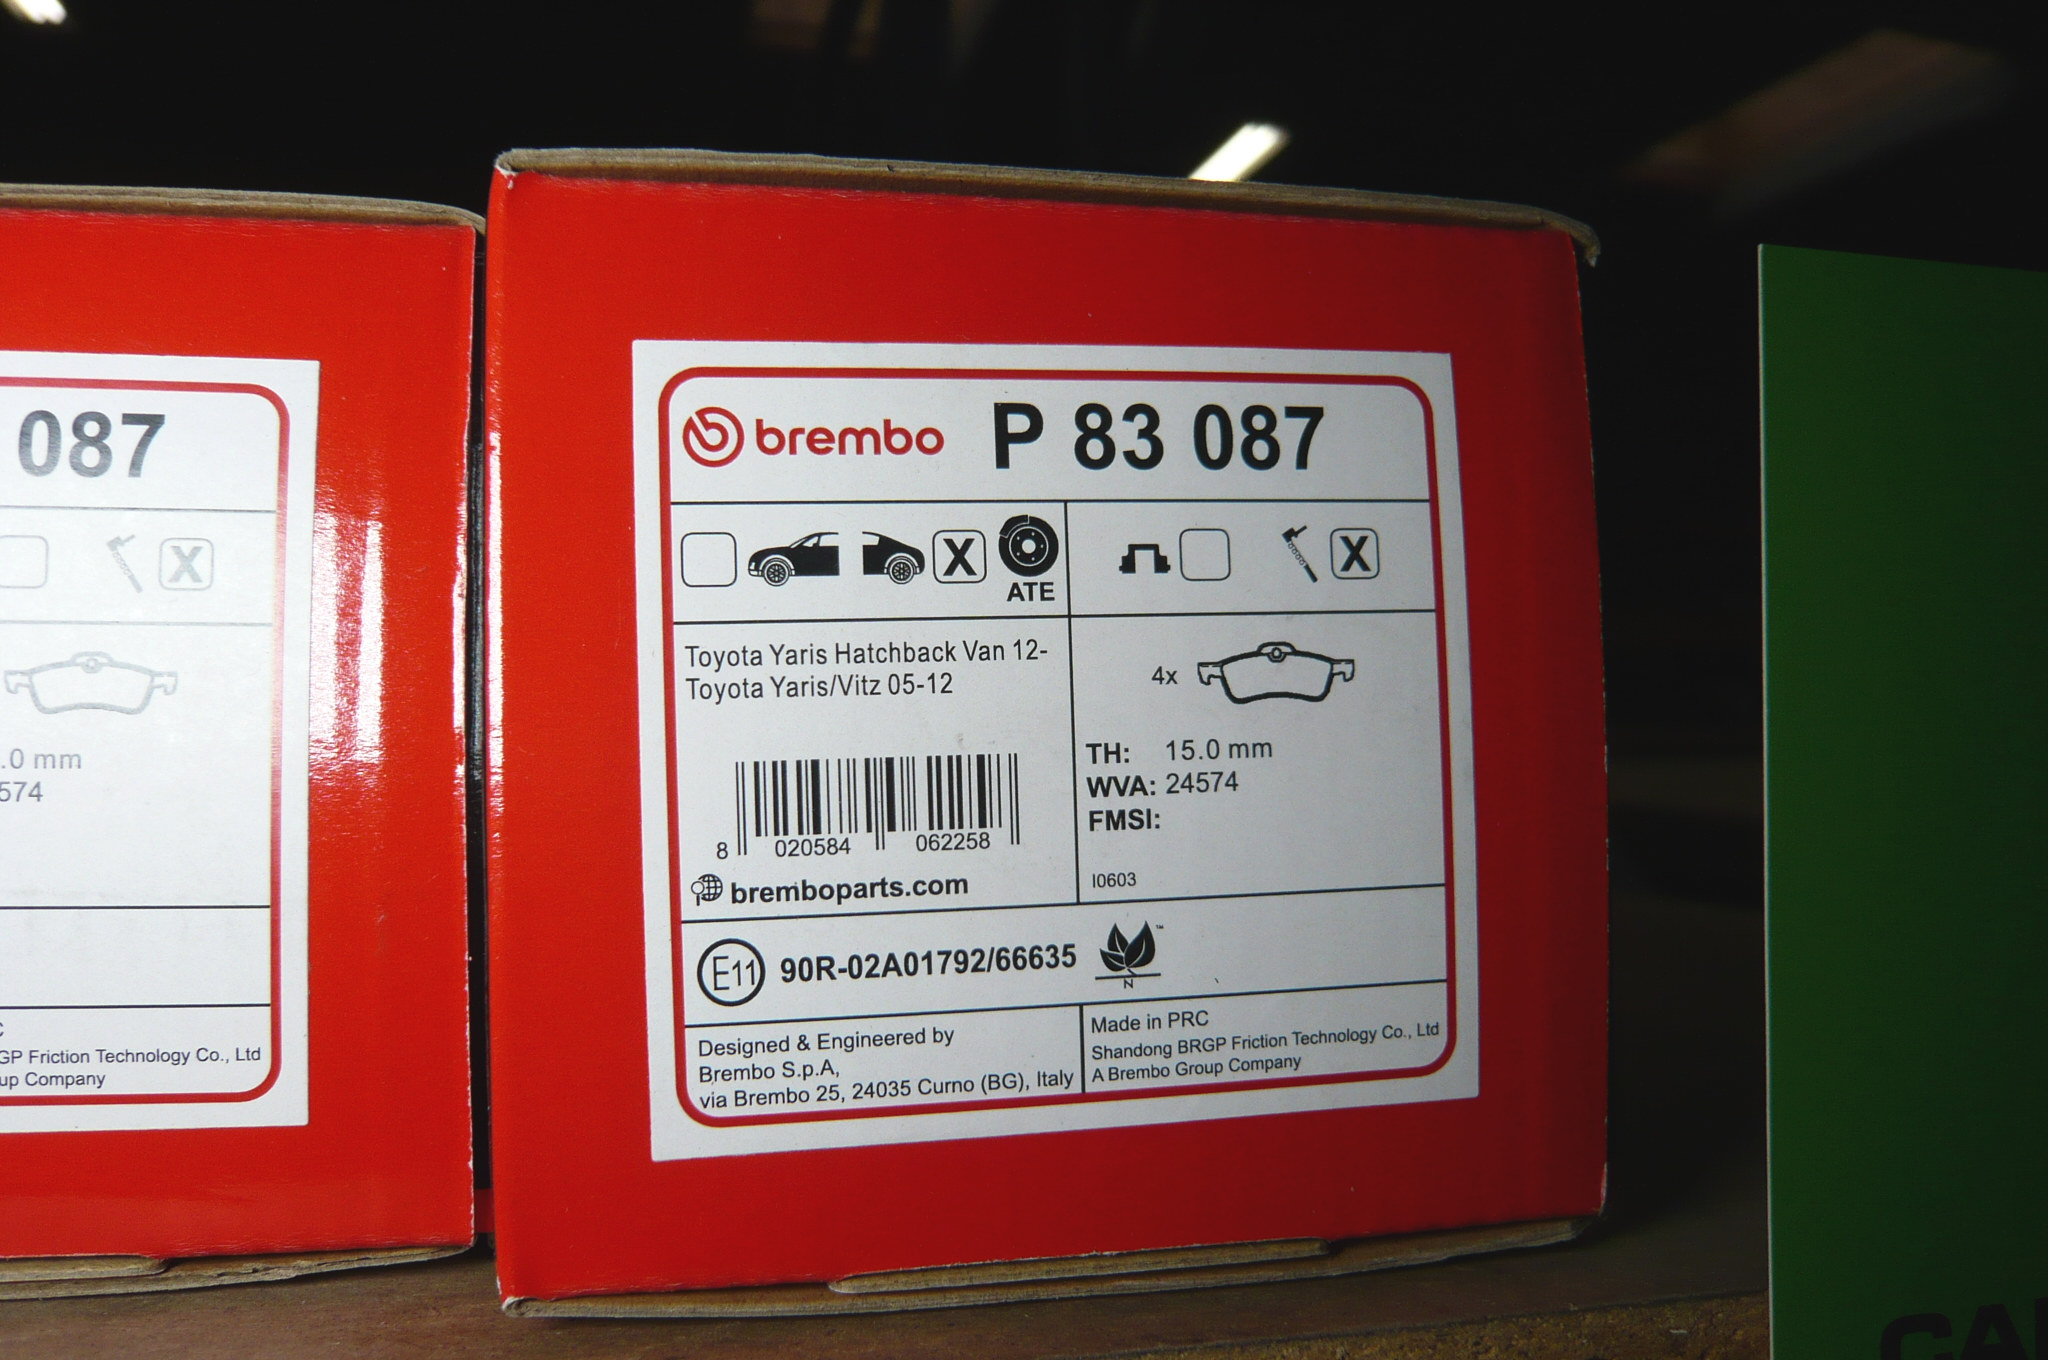 087
X
.0 mm
574
GP Friction Technology Co., Ltd
up Company
brembo P 83 087
X
ATE
X
Toyota Yaris Hatchback Van 12-
Toyota Yaris/Vitz 05-12
4x
TH: 15.0 mm
WVA: 24574
FMSI:
8 020584 062258
I0603
bremboparts.com
E11 90R-02A01792/66635
™
N
Designed & Engineered by
Brembo S.p.A,
via Brembo 25, 24035 Curno (BG), Italy
Made in PRC
Shandong BRGP Friction Technology Co., Ltd
A Brembo Group Company
CA